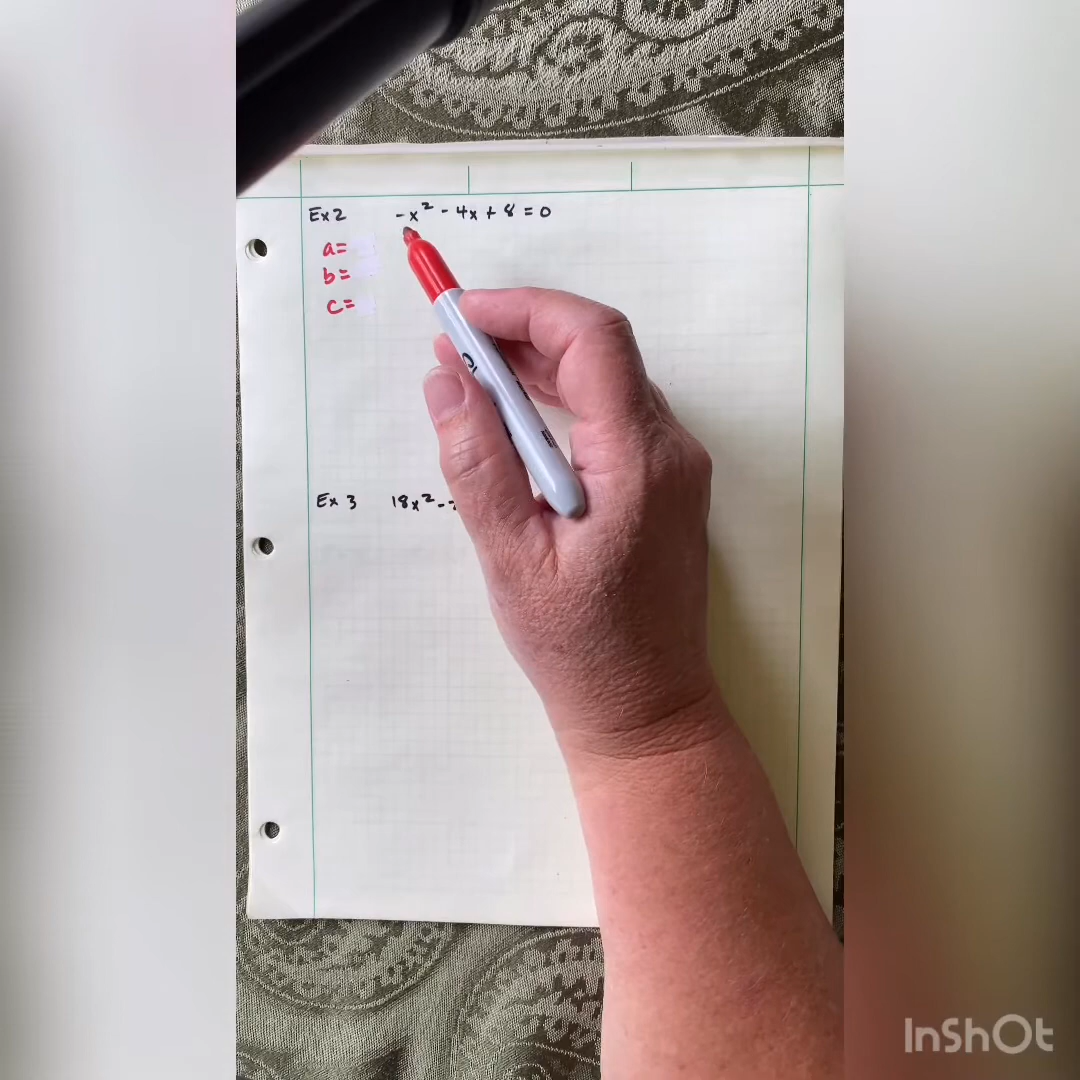 Ex 2 -x² - 4x + 8 = 0
a=
b=
c=
Ex 3 18x² -
InShOt